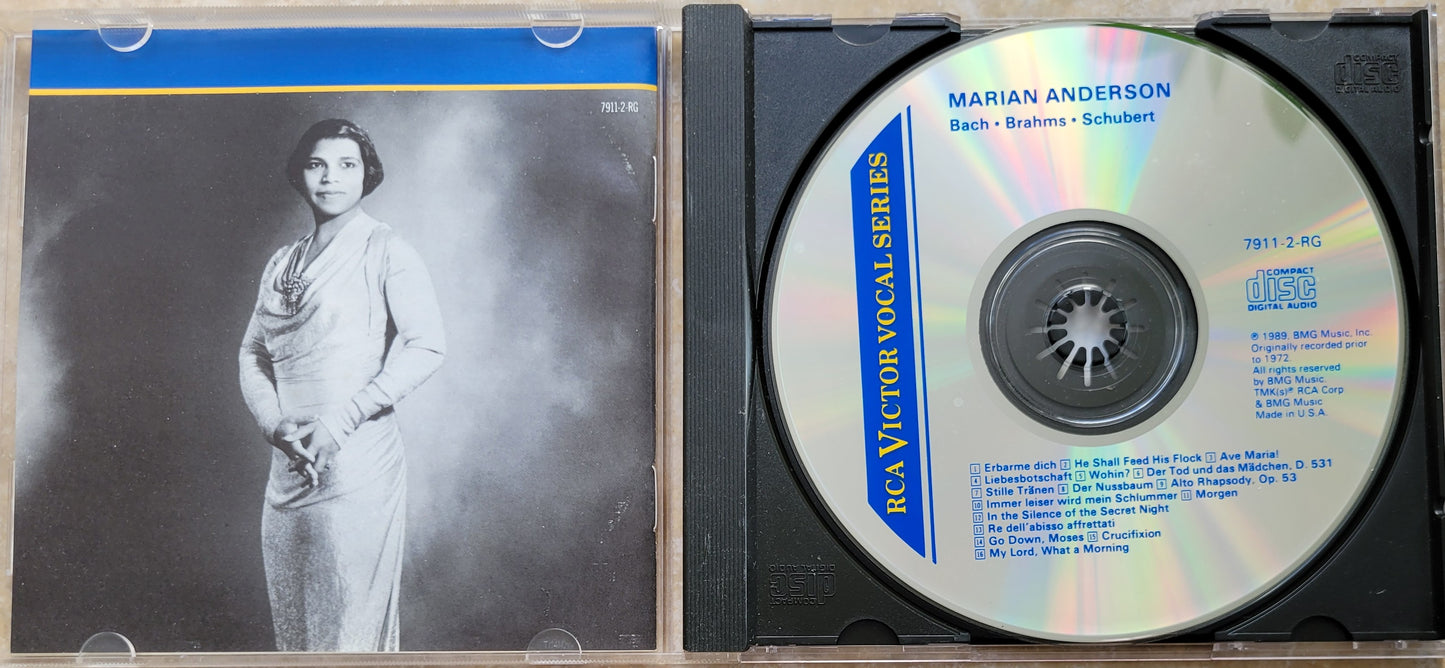 7911-2-RG
MARIAN ANDERSON
Bach • Brahms • Schubert
RCA VICTOR VOCAL SERIES
7911-2-RG
COMPACT
disc
DIGITAL AUDIO
℗ 1989, BMG Music, Inc.
Originally recorded prior
to 1972.
All rights reserved
by BMG Music.
TMK(s)® RCA Corp
& BMG Music
Made in U.S.A.
1 Erbarme dich 2 He Shall Feed His Flock 3 Ave Maria!
4 Liebesbotschaft 5 Wohin? 6 Der Tod und das Mädchen, D. 531
7 Stille Tränen 8 Der Nussbaum 9 Alto Rhapsody, Op. 53
10 Immer leiser wird mein Schlummer 11 Morgen
12 In the Silence of the Secret Night
13 Re dell'abisso affrettati
14 Go Down, Moses 15 Crucifixion
16 My Lord, What a Morning
COMPACT
disc
DIGITAL AUDIO
COMPACT
disc
DIGITAL AUDIO